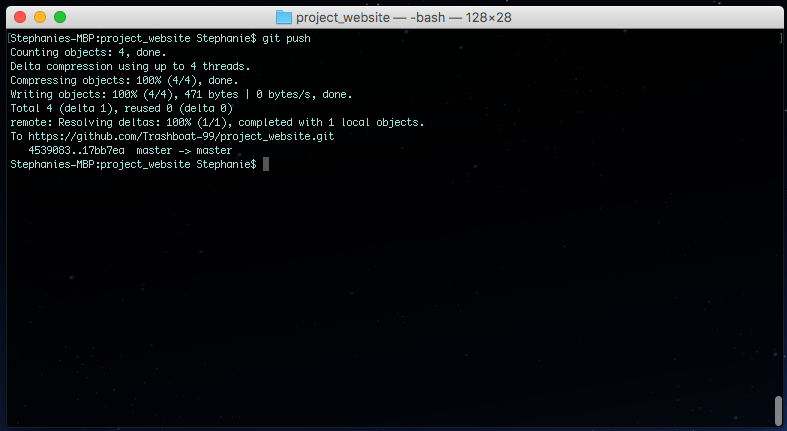 project_website — -bash — 128×28
[Stephanies-MBP:project_website Stephanie$ git push ]
Counting objects: 4, done.
Delta compression using up to 4 threads.
Compressing objects: 100% (4/4), done.
Writing objects: 100% (4/4), 471 bytes | 0 bytes/s, done.
Total 4 (delta 1), reused 0 (delta 0)
remote: Resolving deltas: 100% (1/1), completed with 1 local objects.
To https://github.com/Trashboat-99/project_website.git
   4539083..17bb7ea  master -> master
Stephanies-MBP:project_website Stephanie$